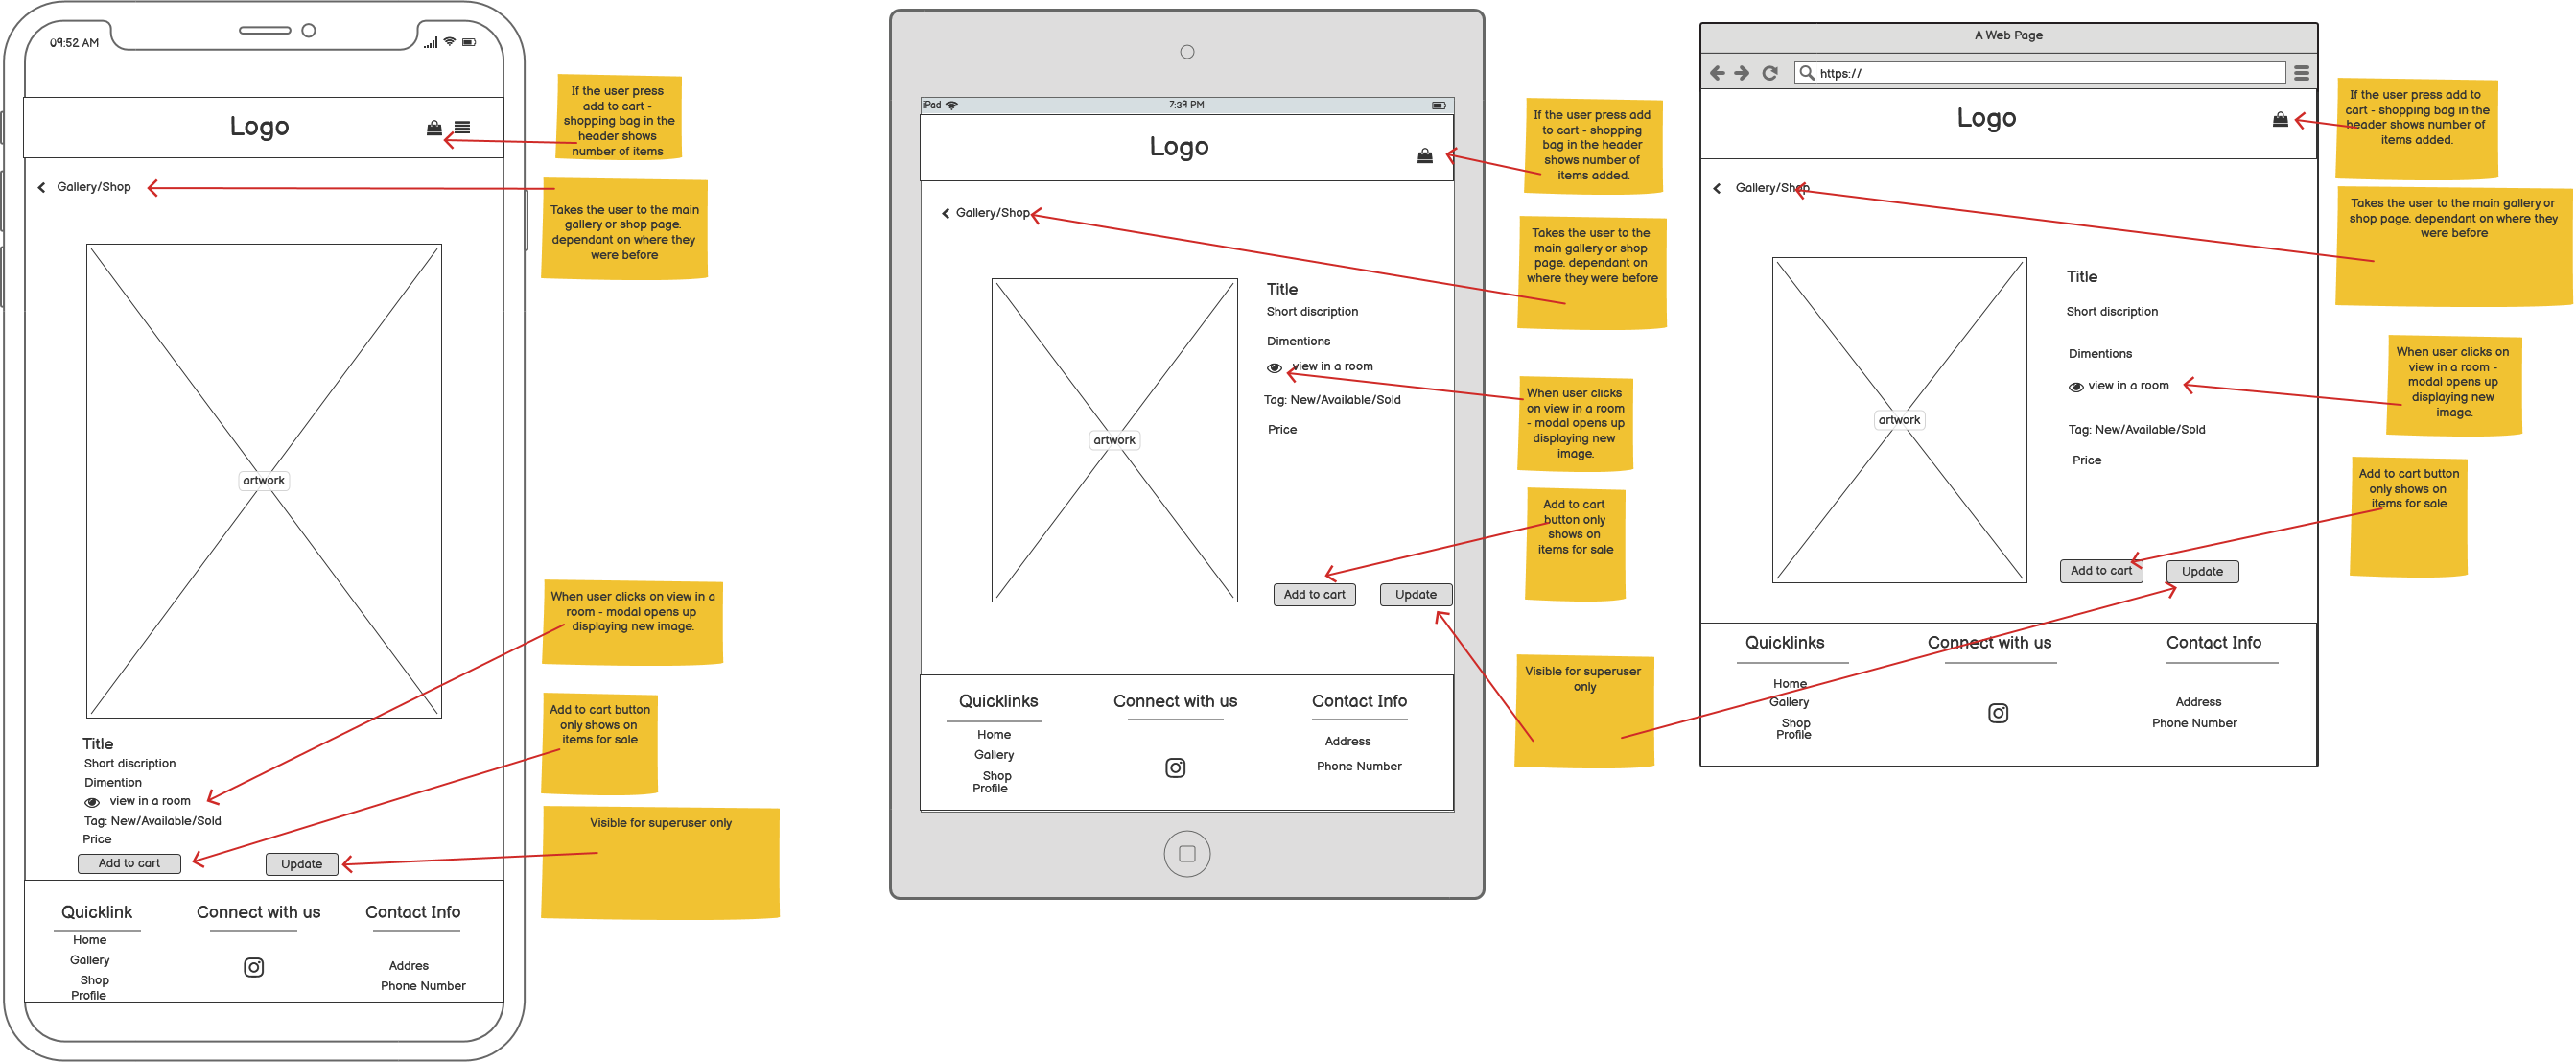 09:52 AM
Logo
Gallery/Shop
artwork
Title
Short discription
Dimention
view in a room
Tag: New/Available/Sold
Price
Add to cart
Update
Quicklink
Home
Gallery
Shop
Profile
Connect with us
Contact Info
Addres
Phone Number
If the user press
add to cart -
shopping bag in the
header shows
number of items
Takes the user to the main
gallery or shop page.
dependant on where they
were before
When user clicks on view in a
room - modal opens up
displaying new image.
Add to cart button
only shows on
items for sale
Visible for superuser only
iPad
7:39 PM
Logo
Gallery/Shop
artwork
Title
Short discription
Dimentions
view in a room
Tag: New/Available/Sold
Price
Add to cart
Update
Quicklinks
Home
Gallery
Shop
Profile
Connect with us
Contact Info
Address
Phone Number
If the user press add
to cart - shopping
bag in the header
shows number of
items added.
Takes the user to the
main gallery or shop
page. dependant on
where they were before
When user clicks
on view in a room
- modal opens up
displaying new
image.
Add to cart
button only
shows on
items for sale
Visible for superuser
only
A Web Page
https://
Logo
Gallery/Shop
artwork
Title
Short discription
Dimentions
view in a room
Tag: New/Available/Sold
Price
Add to cart
Update
Quicklinks
Home
Gallery
Shop
Profile
Connect with us
Contact Info
Address
Phone Number
If the user press add to
cart - shopping bag in the
header shows number of
items added.
Takes the user to the main gallery or
shop page. dependant on where they
were before
When user clicks on
view in a room -
modal opens up
displaying new
image.
Add to cart button
only shows on
items for sale